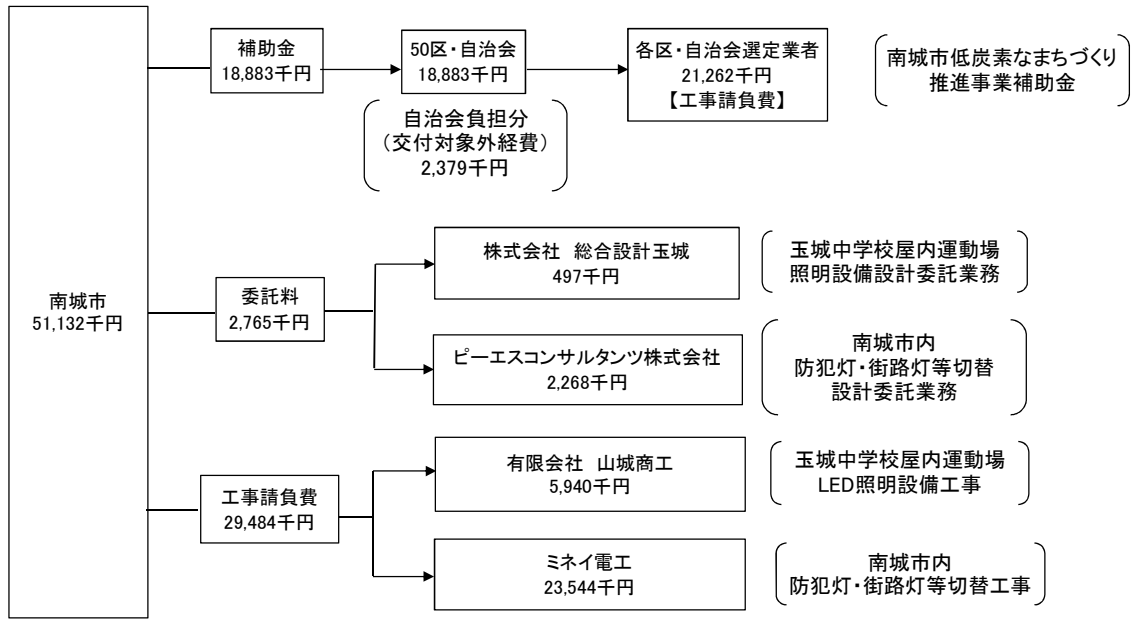 南城市
51,132千円
補助金
18,883千円
50区・自治会
18,883千円
各区・自治会選定業者
21,262千円
【工事請負費】
南城市低炭素なまちづくり
推進事業補助金
自治会負担分
（交付対象外経費）
2,379千円
委託料
2,765千円
株式会社　総合設計玉城
497千円
玉城中学校屋内運動場
照明設備設計委託業務
ピーエスコンサルタンツ株式会社
2,268千円
南城市内
防犯灯・街路灯等切替
設計委託業務
工事請負費
29,484千円
有限会社　山城商工
5,940千円
玉城中学校屋内運動場
LED照明設備工事
ミネイ電工
23,544千円
南城市内
防犯灯・街路灯等切替工事